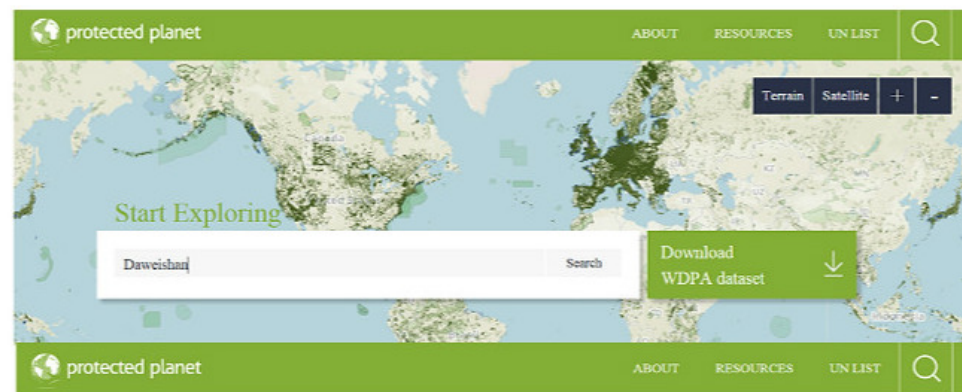 protected planet
ABOUT RESOURCES UN LIST
Terrain Satellite + -
Start Exploring
Daweishan Search
Download
WDPA dataset
protected planet
ABOUT RESOURCES UN LIST